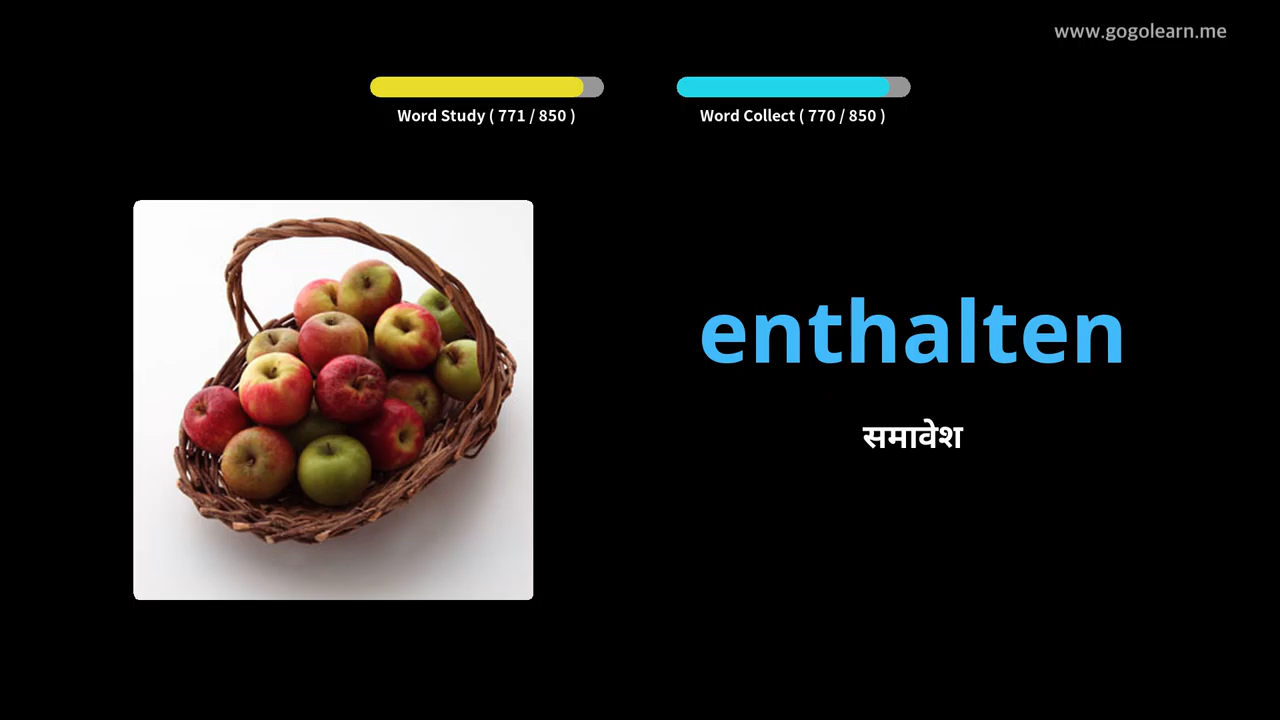 www.gogolearn.me
Word Study ( 771 / 850 )
Word Collect ( 770 / 850 )
enthalten
समावेश